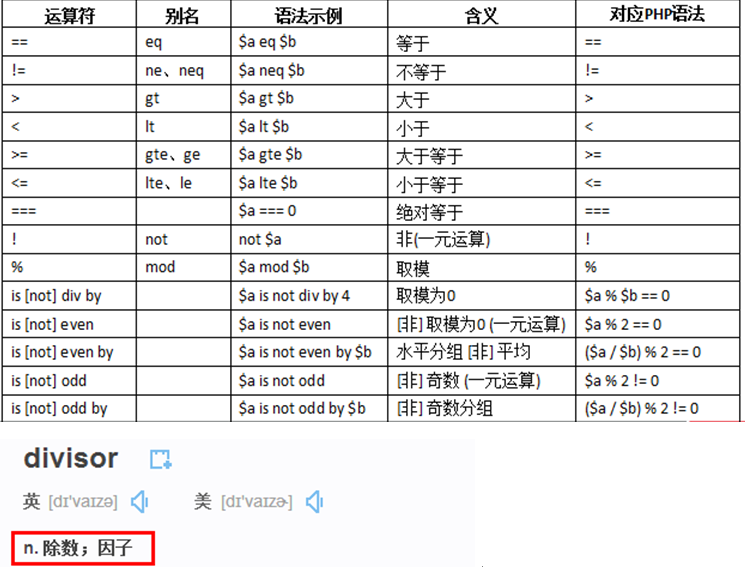 运算符 别名 语法示例 含义 对应PHP语法
== eq $a eq $b 等于 ==
!= ne、neq $a neq $b 不等于 !=
> gt $a gt $b 大于 >
< lt $a lt $b 小于 <
>= gte、ge $a gte $b 大于等于 >=
<= lte、le $a lte $b 小于等于 <=
=== $a === 0 绝对等于 ===
! not not $a 非(一元运算) !
% mod $a mod $b 取模 %
is [not] div by $a is not div by 4 取模为0 $a % $b == 0
is [not] even $a is not even [非] 取模为0 (一元运算) $a % 2 == 0
is [not] even by $a is not even by $b 水平分组 [非] 平均 ($a / $b) % 2 == 0
is [not] odd $a is not odd [非] 奇数 (一元运算) $a % 2 != 0
is [not] odd by $a is not odd by $b [非] 奇数分组 ($a / $b) % 2 != 0
divisor
英 [dɪ'vaɪzə] 美 [dɪ'vaɪzɚ]
n. 除数；因子